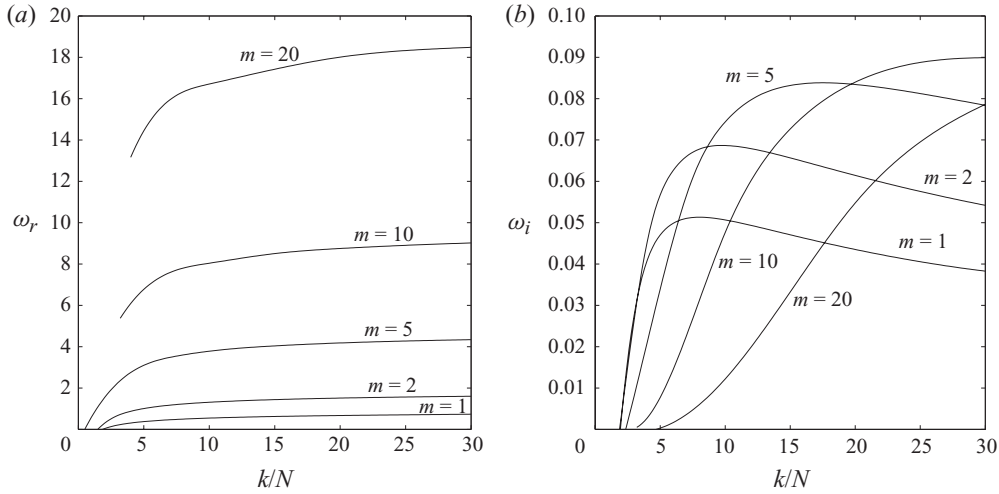 (a)
20
18
16
14
12
10
8
6
4
2
0
5
10
15
20
25
30
ω_r
k/N
m = 20
m = 10
m = 5
m = 2
m = 1
(b)
0.10
0.09
0.08
0.07
0.06
0.05
0.04
0.03
0.02
0.01
0
5
10
15
20
25
30
ω_i
k/N
m = 5
m = 2
m = 1
m = 10
m = 20